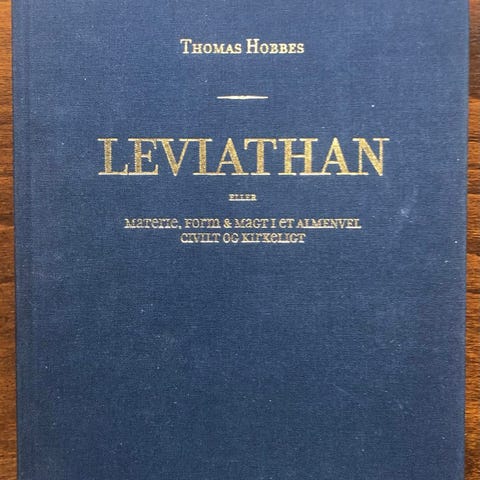 THOMAS HOBBES
LEVIATHAN
ELLER
MATERIE, FORM & MAGT I ET ALMENVEL
CIVILT OG KIRKELIGT